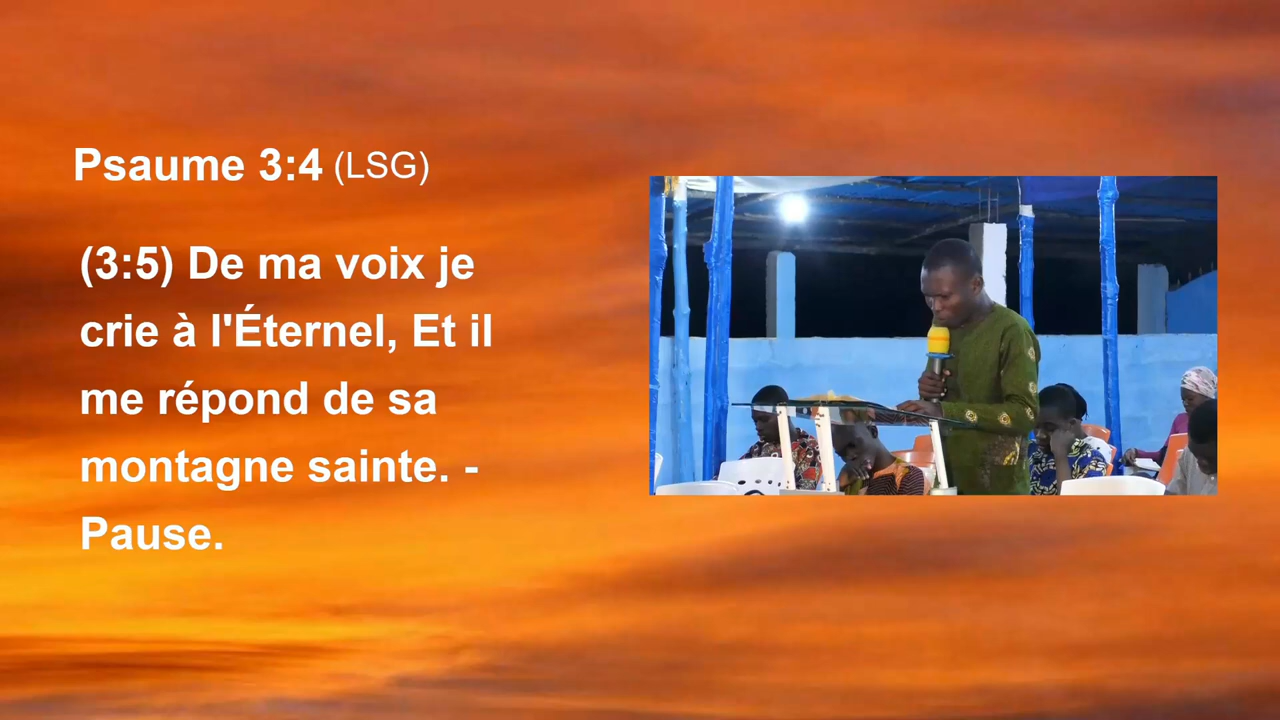 Psaume 3:4 (LSG)
(3:5) De ma voix je
crie à l'Éternel, Et il
me répond de sa
montagne sainte. -
Pause.